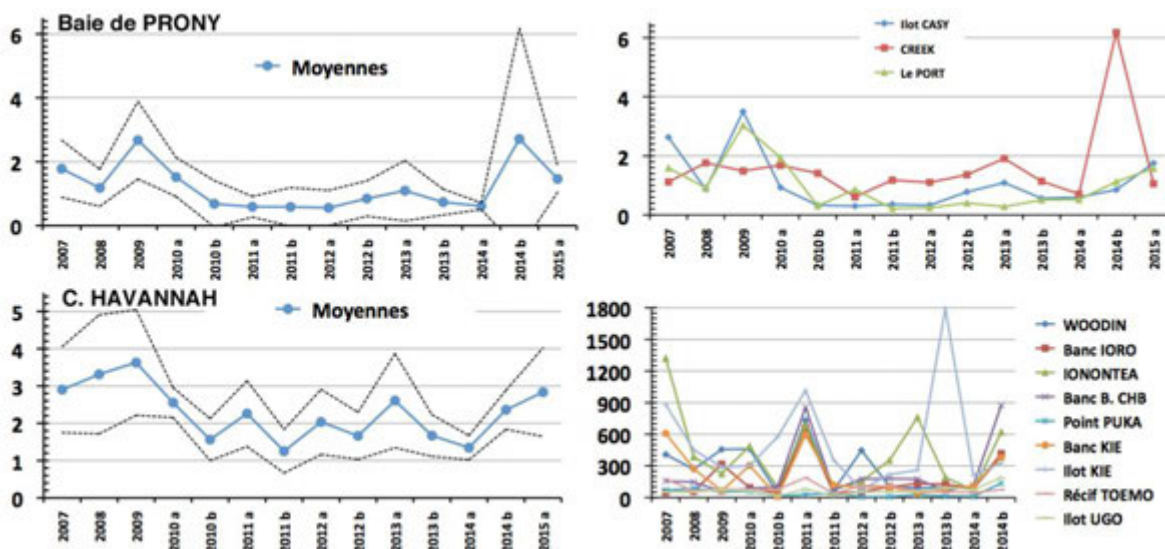 Baie de PRONY
6
4
2
0
Moyennes
2007
2008
2009
2010 a
2010 b
2011 a
2011 b
2012 a
2012 b
2013 a
2013 b
2014 a
2014 b
2015 a
6
4
2
0
Ilot CASY
CREEK
Le PORT
2007
2008
2009
2010 a
2010 b
2011 a
2011 b
2012 a
2012 b
2013 a
2013 b
2014 a
2014 b
2015 a
C. HAVANNAH
5
4
3
2
1
0
Moyennes
2007
2008
2009
2010 a
2010 b
2011 a
2011 b
2012 a
2012 b
2013 a
2013 b
2014 a
2014 b
2015 a
1800
1500
1200
900
600
300
0
WOODIN
Banc IORO
IONONTEA
Banc B. CHB
Point PUKA
Banc KIE
Ilot KIE
Récif TOEMO
Ilot UGO
2007
2008
2009
2010 a
2010 b
2011 a
2011 b
2012 a
2012 b
2013 a
2013 b
2014 a
2014 b